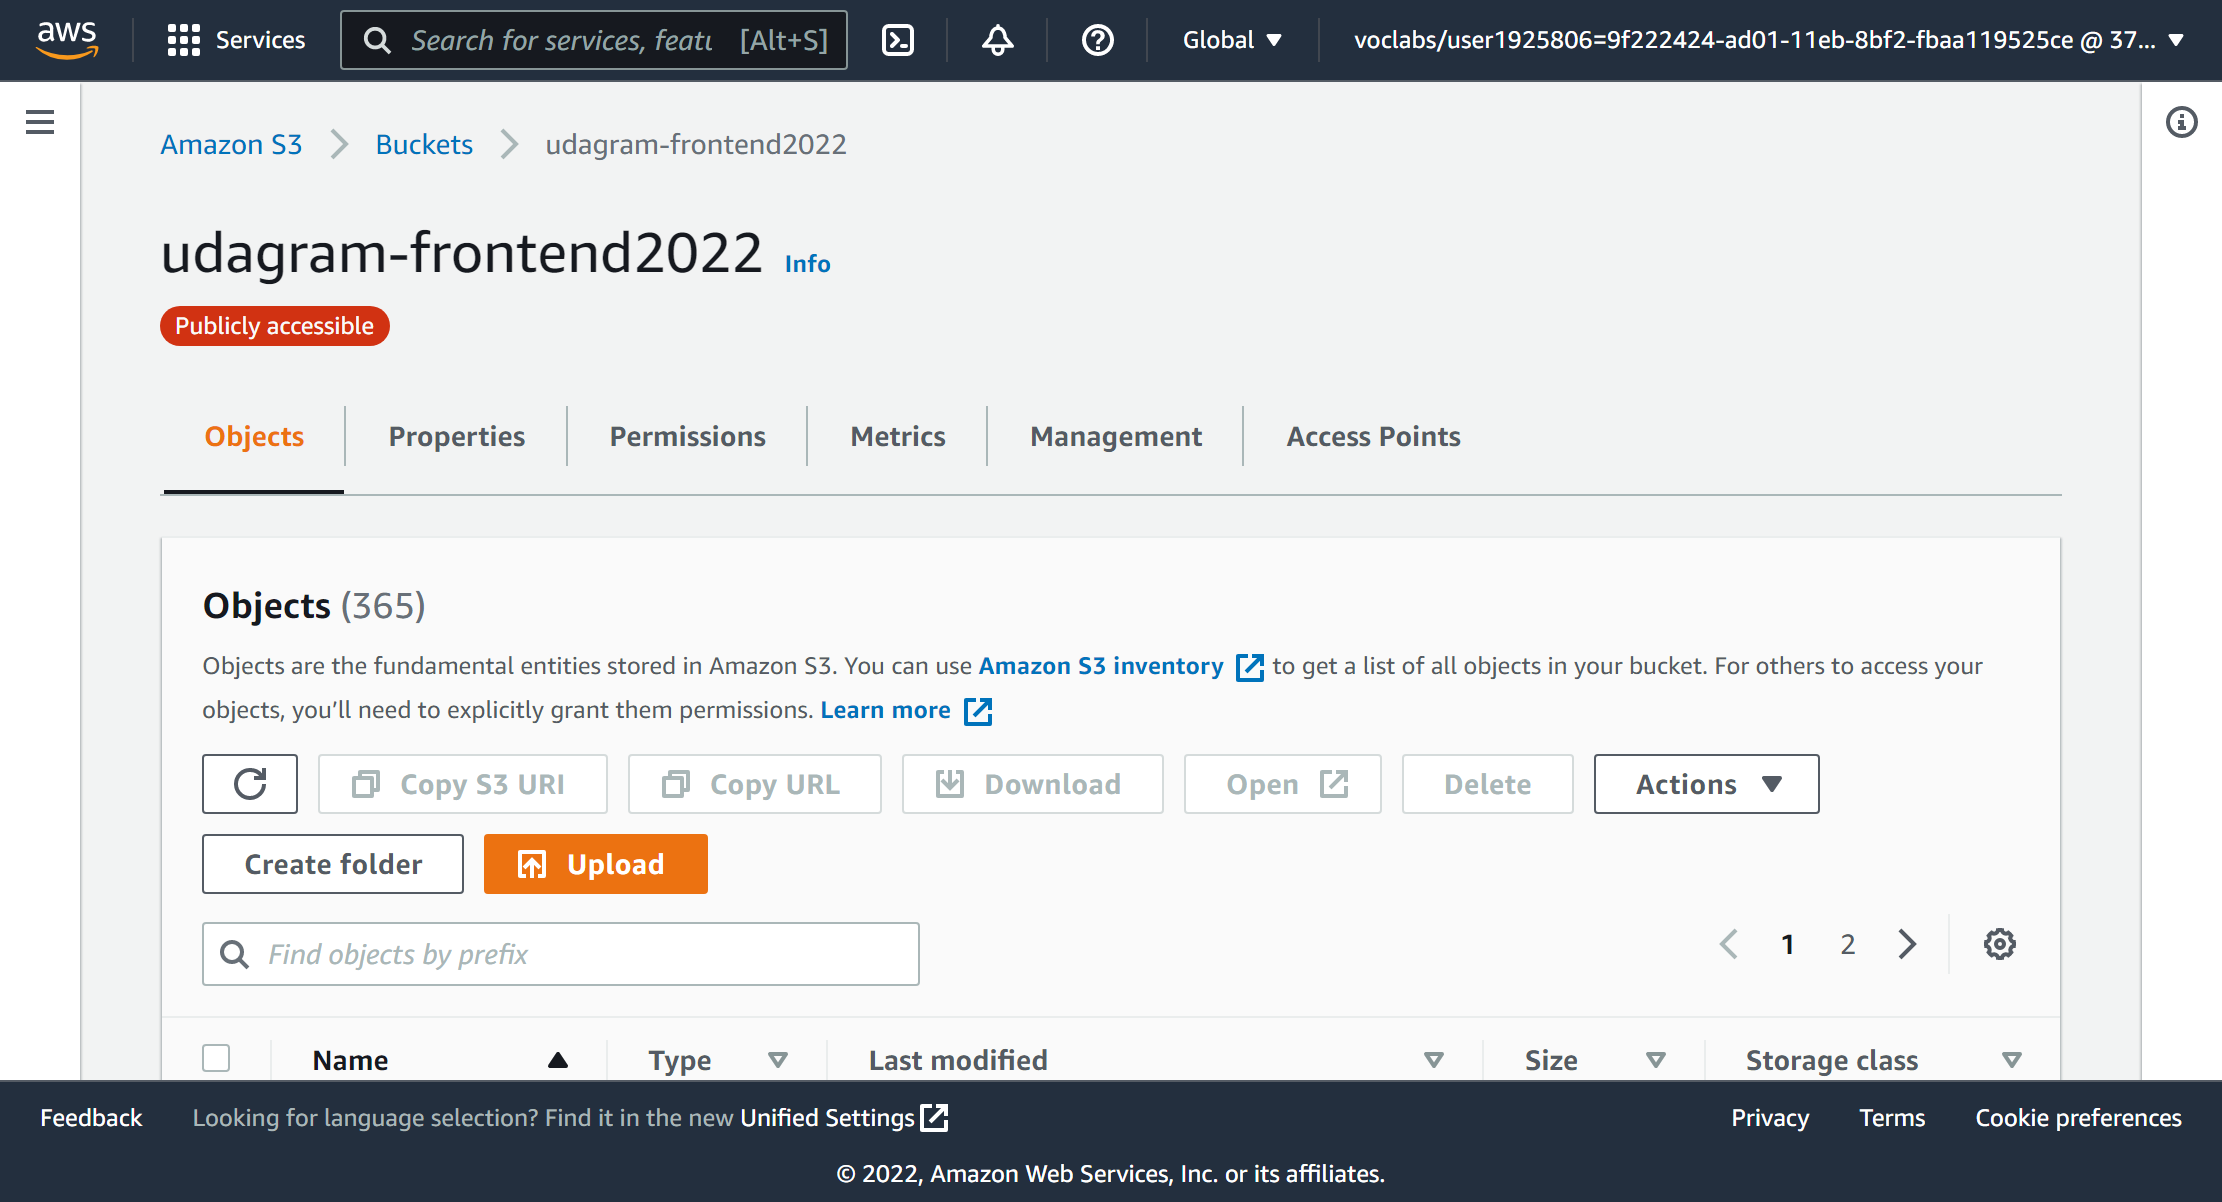 aws Services Search for services, featu [Alt+S] Global voclabs/user1925806=9f222424-ad01-11eb-8bf2-fbaa119525ce @ 37...
Amazon S3 Buckets udagram-frontend2022
udagram-frontend2022 Info
Publicly accessible
Objects Properties Permissions Metrics Management Access Points
Objects (365)
Objects are the fundamental entities stored in Amazon S3. You can use Amazon S3 inventory to get a list of all objects in your bucket. For others to access your
objects, you’ll need to explicitly grant them permissions. Learn more
Copy S3 URI Copy URL Download Open Delete Actions
Create folder Upload
Find objects by prefix 1 2
Name Type Last modified Size Storage class
Feedback Looking for language selection? Find it in the new Unified Settings Privacy Terms Cookie preferences
© 2022, Amazon Web Services, Inc. or its affiliates.